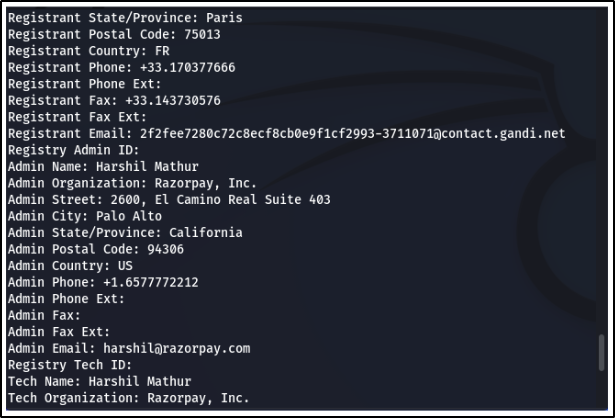 Registrant State/Province: Paris
Registrant Postal Code: 75013
Registrant Country: FR
Registrant Phone: +33.170377666
Registrant Phone Ext:
Registrant Fax: +33.143730576
Registrant Fax Ext:
Registrant Email: 2f2fee7280c72c8ecf8cb0e9f1cf2993-3711071@contact.gandi.net
Registry Admin ID:
Admin Name: Harshil Mathur
Admin Organization: Razorpay, Inc.
Admin Street: 2600, El Camino Real Suite 403
Admin City: Palo Alto
Admin State/Province: California
Admin Postal Code: 94306
Admin Country: US
Admin Phone: +1.6577772212
Admin Phone Ext:
Admin Fax:
Admin Fax Ext:
Admin Email: harshil@razorpay.com
Registry Tech ID:
Tech Name: Harshil Mathur
Tech Organization: Razorpay, Inc.